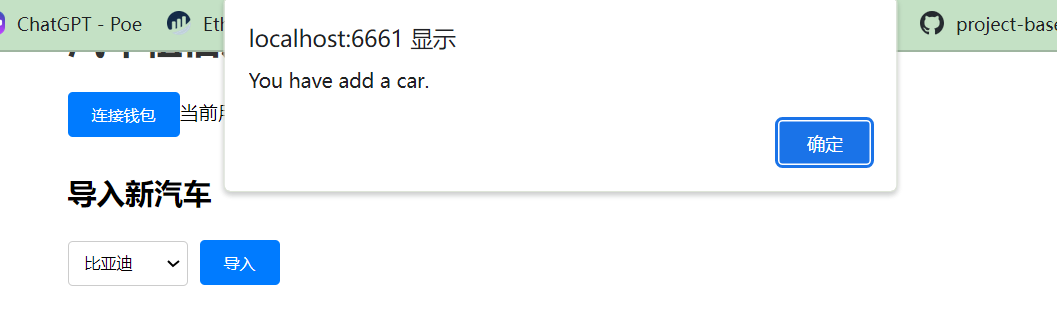 ChatGPT - Poe
Eth
project-base
localhost:6661 显示
You have add a car.
确定
连接钱包
当前用
导入新汽车
比亚迪
导入